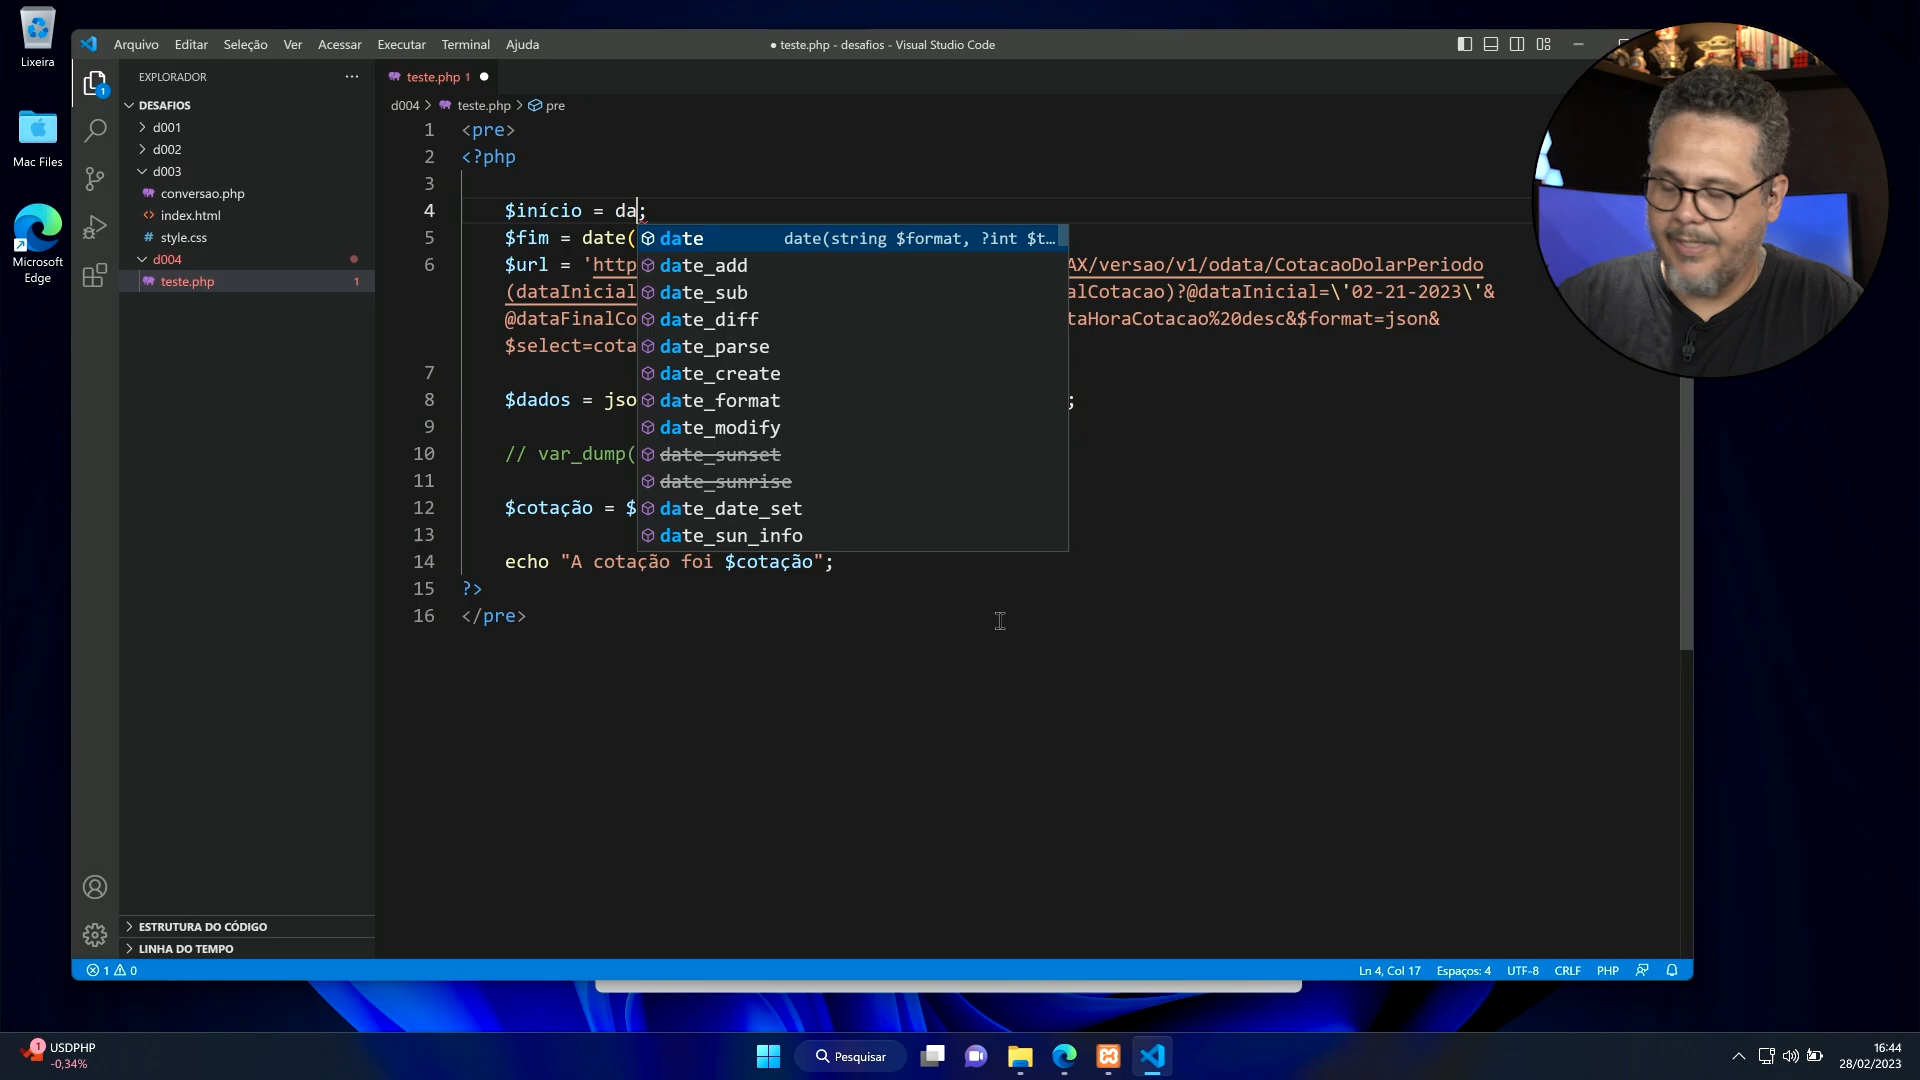 Lixeira
Mac Files
Microsoft
Edge
Arquivo Editar Seleção Ver Acessar Executar Terminal Ajuda
● teste.php - desafios - Visual Studio Code
EXPLORADOR
DESAFIOS
d001
d002
d003
conversao.php
index.html
# style.css
d004
teste.php 1
ESTRUTURA DO CÓDIGO
LINHA DO TEMPO
teste.php 1
d004 > teste.php > pre
1 <pre>
2 <?php
3
4 $início = da;
5 $fim = date(
6 $url = 'http AX/versao/v1/odata/CotacaoDolarPeriodo
(dataInicial alCotacao)?@dataInicial=\'02-21-2023\'&
@dataFinalCo taHoraCotacao%20desc&$format=json&
$select=cota
7
8 $dados = jso ;
9
10 // var_dump(
11
12 $cotação = $
13
14 echo "A cotação foi $cotação";
15 ?>
16 </pre>
date date(string $format, ?int $t…
date_add
date_sub
date_diff
date_parse
date_create
date_format
date_modify
date_sunset
date_sunrise
date_date_set
date_sun_info
1 0
Ln 4, Col 17 Espaços: 4 UTF-8 CRLF PHP
1
USDPHP
-0,34%
Pesquisar
16:44
28/02/2023